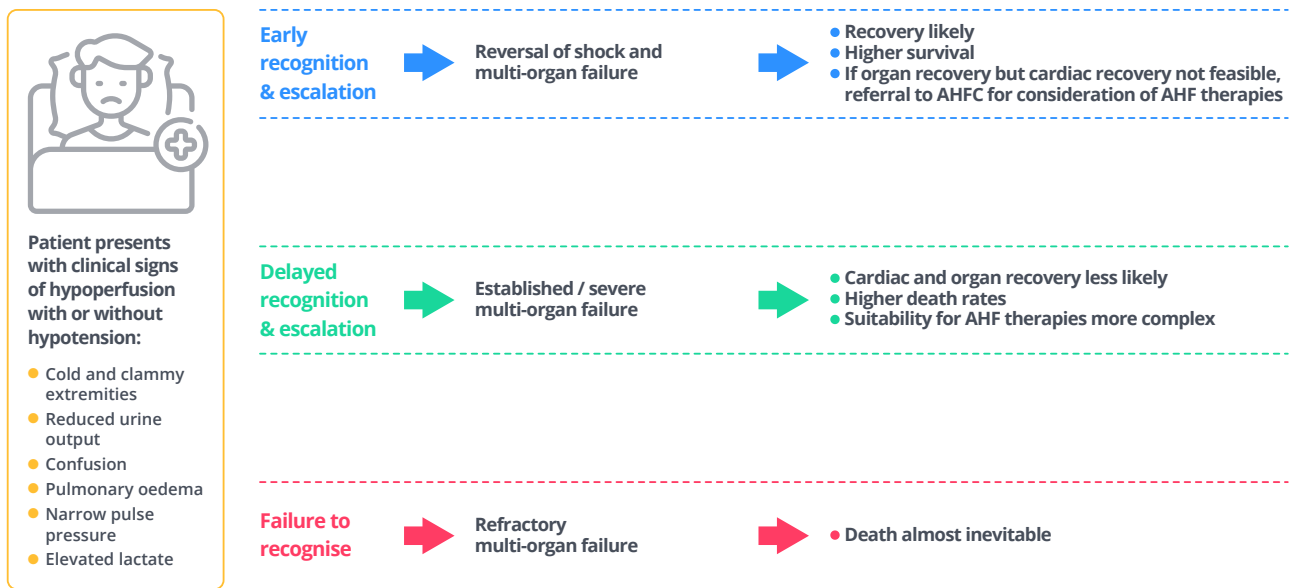 Patient presents
with clinical signs
of hypoperfusion
with or without
hypotension:
Cold and clammy
extremities
Reduced urine
output
Confusion
Pulmonary oedema
Narrow pulse
pressure
Elevated lactate
Early
recognition
& escalation
Reversal of shock and
multi-organ failure
Recovery likely
Higher survival
If organ recovery but cardiac recovery not feasible,
referral to AHFC for consideration of AHF therapies
Delayed
recognition
& escalation
Established / severe
multi-organ failure
Cardiac and organ recovery less likely
Higher death rates
Suitability for AHF therapies more complex
Failure to
recognise
Refractory
multi-organ failure
Death almost inevitable